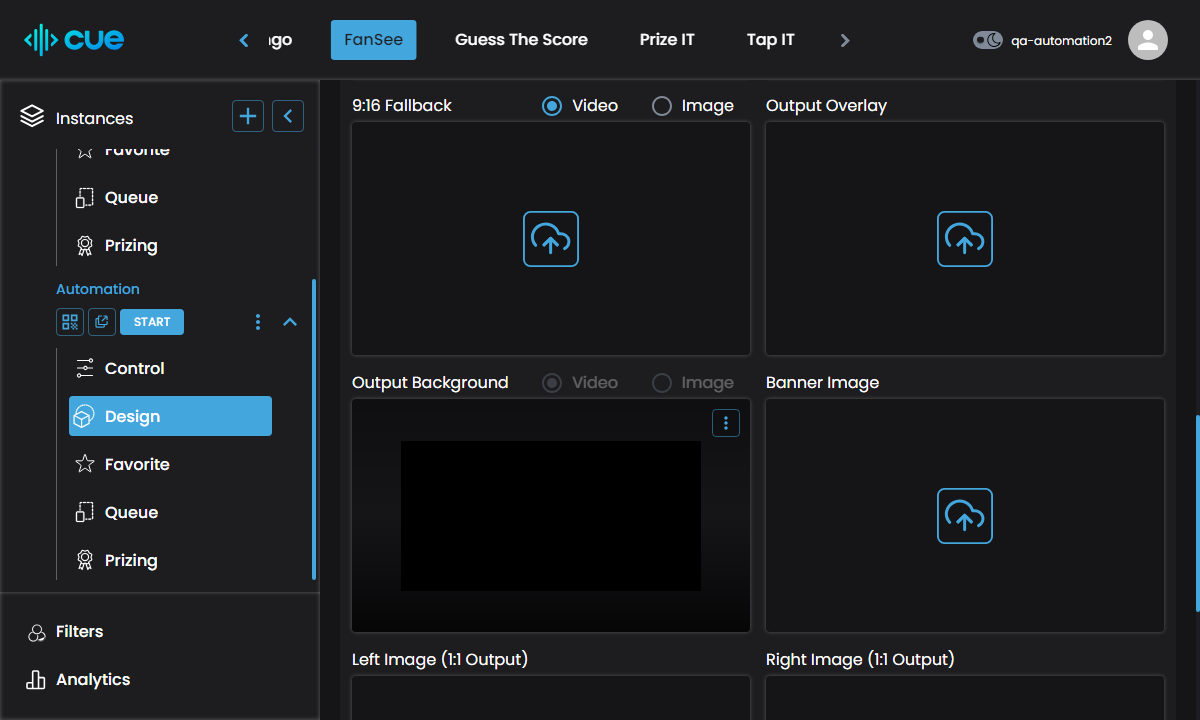 cue
FanSee
Guess The Score
Prize IT
Tap IT
qa-automation2
Instances
Favorite
Queue
Prizing
Automation
START
Control
Design
Favorite
Queue
Prizing
Filters
Analytics
9:16 Fallback
Video
Image
Output Overlay
Output Background
Video
Image
Banner Image
Left Image (1:1 Output)
Right Image (1:1 Output)